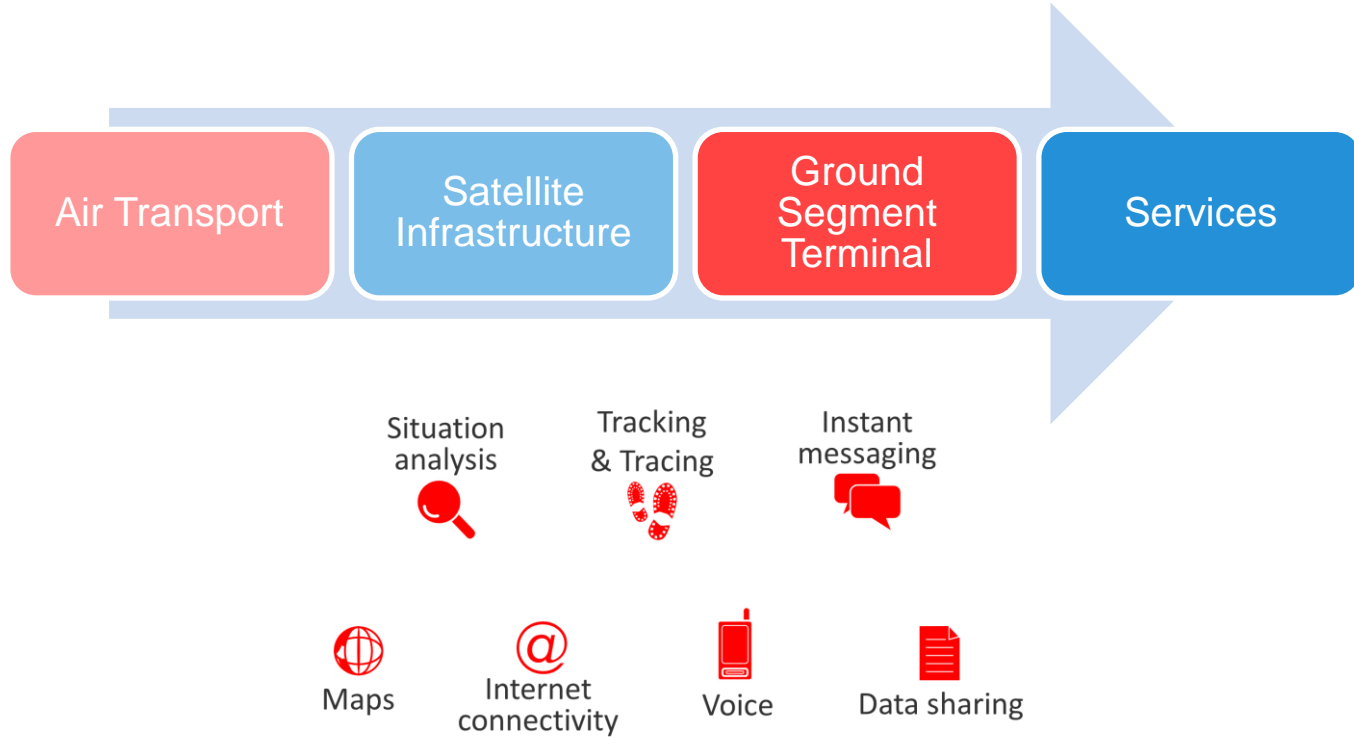 Air Transport
Satellite
Infrastructure
Ground
Segment
Terminal
Services
Situation
analysis
Tracking
& Tracing
Instant
messaging
Maps
@
Internet
connectivity
Voice
Data sharing